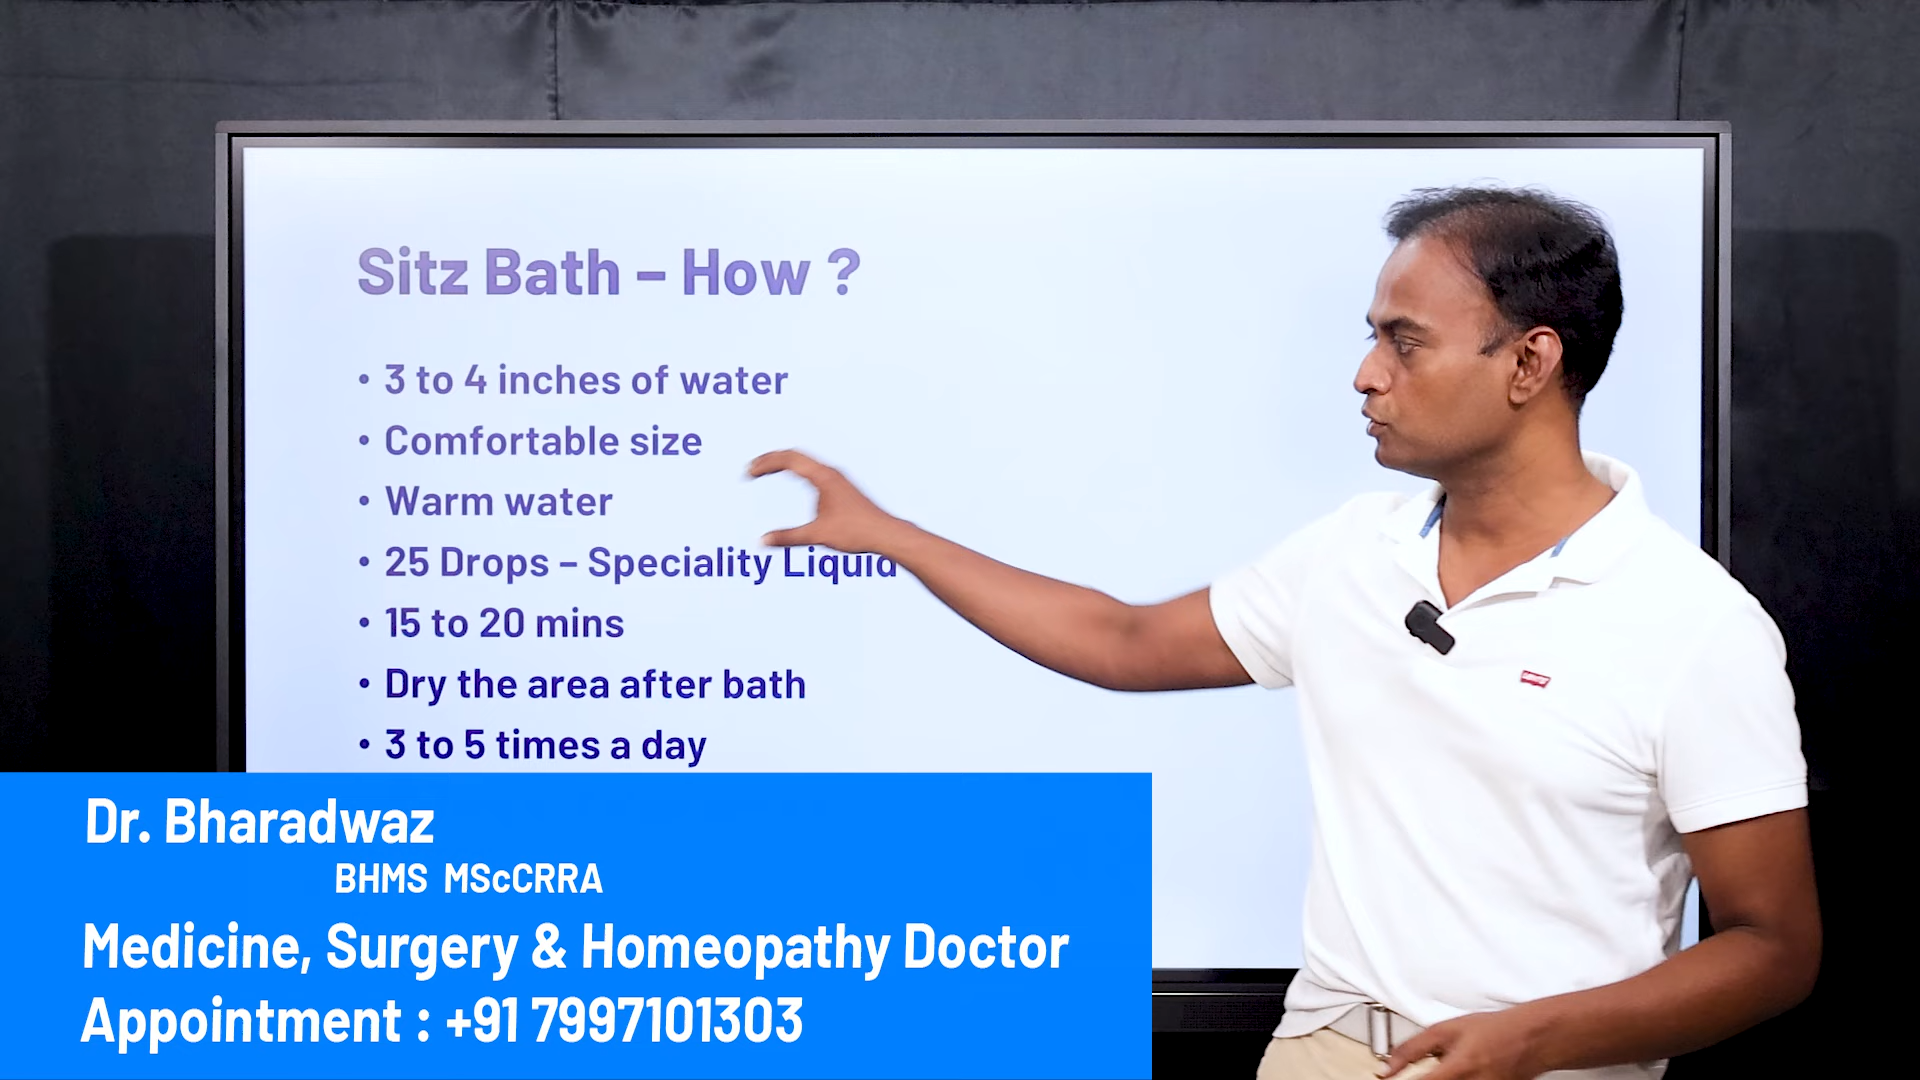 Sitz Bath – How ?
• 3 to 4 inches of water
• Comfortable size
• Warm water
• 25 Drops – Speciality Liquid
• 15 to 20 mins
• Dry the area after bath
• 3 to 5 times a day
Dr. Bharadwaz
BHMS MScCRRA
Medicine, Surgery & Homeopathy Doctor
Appointment : +91 7997101303